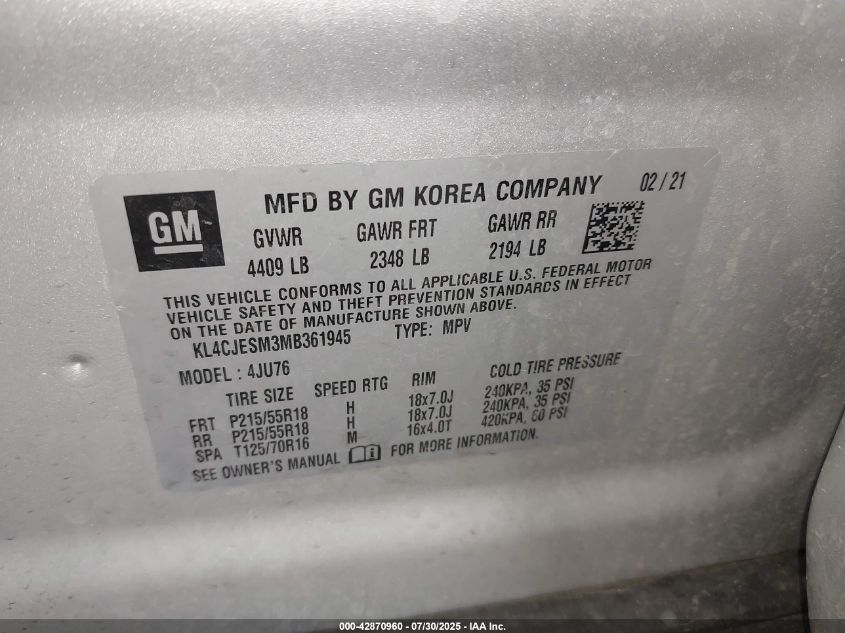 GM
MFD BY GM KOREA COMPANY 02/21
GVWR GAWR FRT GAWR RR
4409 LB 2348 LB 2194 LB
THIS VEHICLE CONFORMS TO ALL APPLICABLE U.S. FEDERAL MOTOR
VEHICLE SAFETY AND THEFT PREVENTION STANDARDS IN EFFECT
ON THE DATE OF MANUFACTURE SHOWN ABOVE.
KL4CJESM3MB361945 TYPE: MPV
MODEL : 4JU76
TIRE SIZE SPEED RTG RIM COLD TIRE PRESSURE
FRT P215/55R18 H 18x7.0J 240KPA, 35 PSI
RR P215/55R18 H 18x7.0J 240KPA, 35 PSI
SPA T125/70R16 M 16x4.0T 420KPA, 60 PSI
SEE OWNER'S MANUAL FOR MORE INFORMATION.
000-42870960 - 07/30/2025 - IAA Inc.